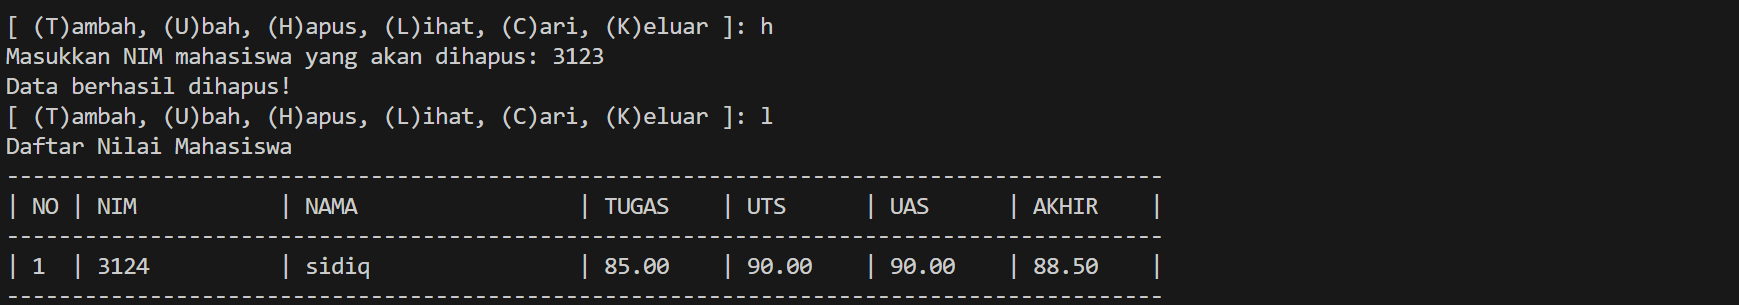 [ (T)ambah, (U)bah, (H)apus, (L)ihat, (C)ari, (K)eluar ]: h
Masukkan NIM mahasiswa yang akan dihapus: 3123
Data berhasil dihapus!
[ (T)ambah, (U)bah, (H)apus, (L)ihat, (C)ari, (K)eluar ]: l
Daftar Nilai Mahasiswa
-----------------------------------------------------------------------------------------
| NO | NIM           | NAMA                 | TUGAS    | UTS      | UAS      | AKHIR    |
-----------------------------------------------------------------------------------------
| 1  | 3124          | sidiq                | 85.00    | 90.00    | 90.00    | 88.50    |
-----------------------------------------------------------------------------------------